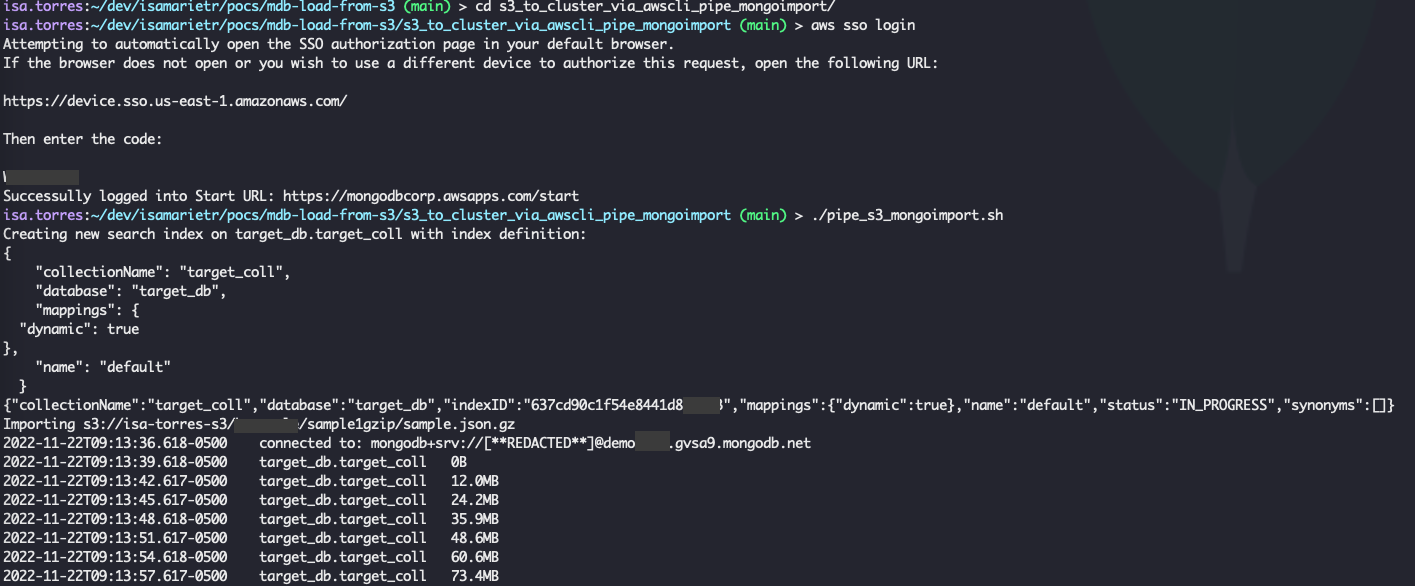 isa.torres:~/dev/isamarietr/pocs/mdb-load-from-s3 (main) > cd s3_to_cluster_via_awscli_pipe_mongoimport/
isa.torres:~/dev/isamarietr/pocs/mdb-load-from-s3/s3_to_cluster_via_awscli_pipe_mongoimport (main) > aws sso login
Attempting to automatically open the SSO authorization page in your default browser.
If the browser does not open or you wish to use a different device to authorize this request, open the following URL:
https://device.sso.us-east-1.amazonaws.com/
Then enter the code:
Successully logged into Start URL: https://mongodbcorp.awsapps.com/start
isa.torres:~/dev/isamarietr/pocs/mdb-load-from-s3/s3_to_cluster_via_awscli_pipe_mongoimport (main) > ./pipe_s3_mongoimport.sh
Creating new search index on target_db.target_coll with index definition:
{
"collectionName": "target_coll",
"database": "target_db",
"mappings": {
"dynamic": true
},
"name": "default"
}
{"collectionName":"target_coll","database":"target_db","indexID":"637cd90c1f54e8441d8 ","mappings":{"dynamic":true},"name":"default","status":"IN_PROGRESS","synonyms":[]}
Importing s3://isa-torres-s3/ /sample1gzip/sample.json.gz
2022-11-22T09:13:36.618-0500 connected to: mongodb+srv://[**REDACTED**]@demo .gvsa9.mongodb.net
2022-11-22T09:13:39.618-0500 target_db.target_coll 0B
2022-11-22T09:13:42.617-0500 target_db.target_coll 12.0MB
2022-11-22T09:13:45.617-0500 target_db.target_coll 24.2MB
2022-11-22T09:13:48.618-0500 target_db.target_coll 35.9MB
2022-11-22T09:13:51.617-0500 target_db.target_coll 48.6MB
2022-11-22T09:13:54.618-0500 target_db.target_coll 60.6MB
2022-11-22T09:13:57.617-0500 target_db.target_coll 73.4MB